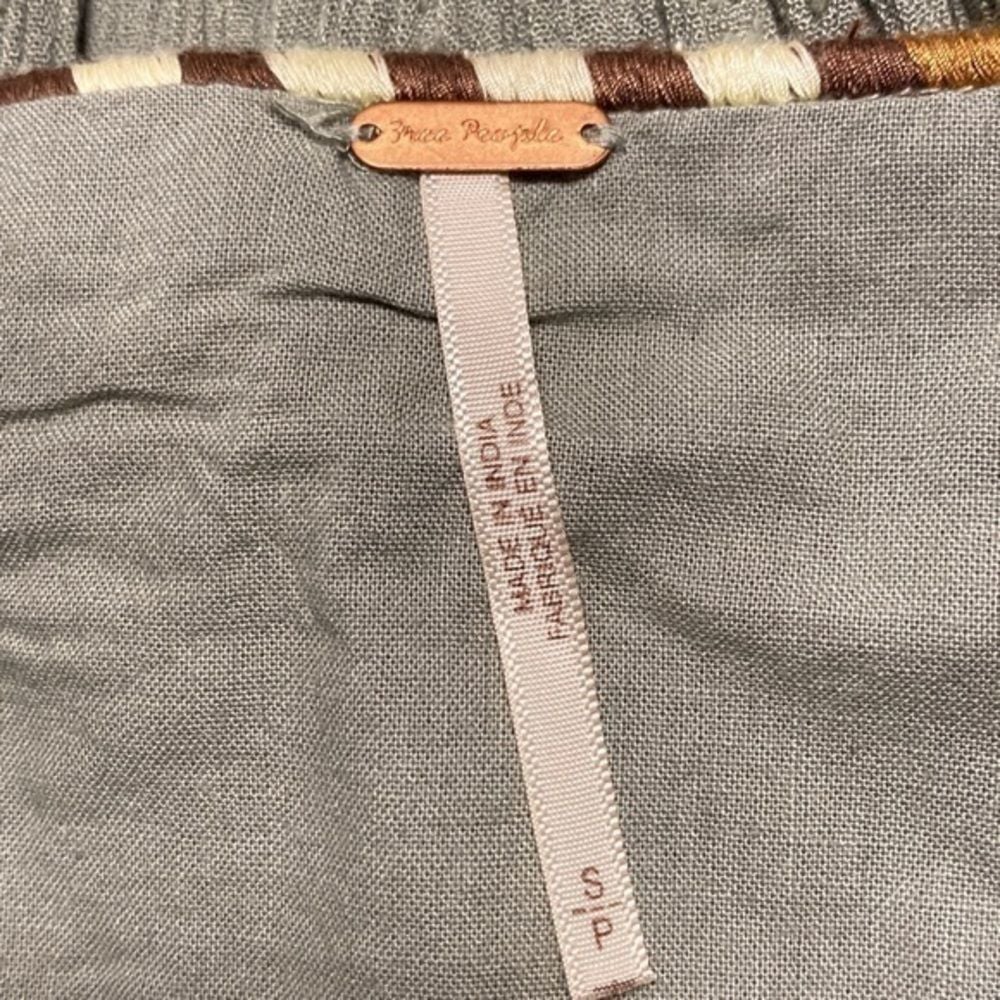 Free People
MADE IN INDIA
FABRIQUÉ EN INDE
S|P